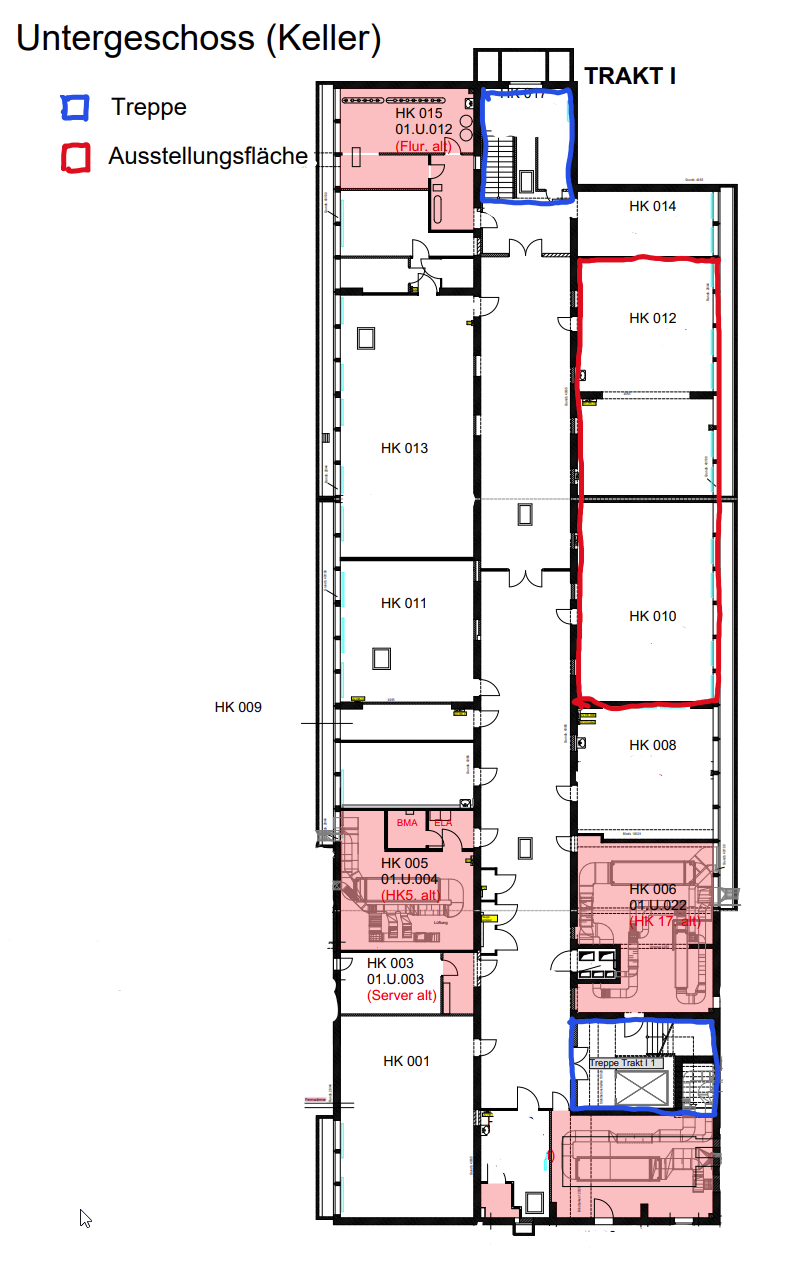 Untergeschoss (Keller)
TRAKT I
Treppe
Ausstellungsfläche
HK 017
HK 015
01.U.012
(Flur. alt)
HK 014
HK 012
HK 013
HK 011
HK 010
HK 009
HK 008
BMA
ELA
HK 005
01.U.004
(HK5. alt)
Lüftung
HK 006
01.U.022
(HK 17. alt)
HK 003
01.U.003
(Server alt)
HK 001
Treppe Trakt I 1